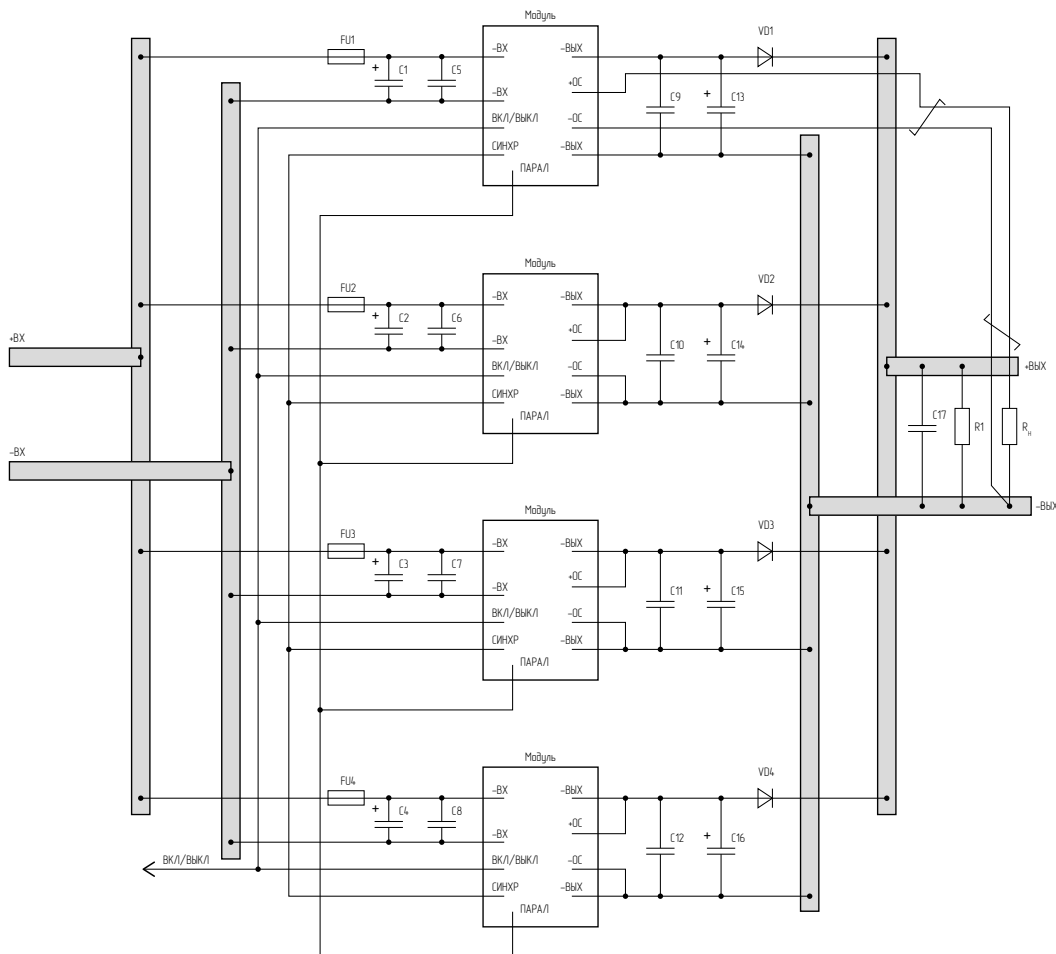 Модуль
FU1
C1
C5
-ВХ
-ВХ
ВКЛ/ВЫКЛ
СИНХР
ПАРАЛ
-ВЫХ
+ОС
-ОС
-ВЫХ
C9
C13
VD1
Модуль
FU2
C2
C6
-ВХ
-ВХ
ВКЛ/ВЫКЛ
СИНХР
ПАРАЛ
-ВЫХ
+ОС
-ОС
-ВЫХ
C10
C14
VD2
+ВХ
-ВХ
+ВЫХ
C17
R1
Rн
-ВЫХ
Модуль
FU3
C3
C7
-ВХ
-ВХ
ВКЛ/ВЫКЛ
СИНХР
ПАРАЛ
-ВЫХ
+ОС
-ОС
-ВЫХ
C11
C15
VD3
Модуль
FU4
C4
C8
-ВХ
-ВХ
ВКЛ/ВЫКЛ
СИНХР
ПАРАЛ
-ВЫХ
+ОС
-ОС
-ВЫХ
C12
C16
VD4
ВКЛ/ВЫКЛ